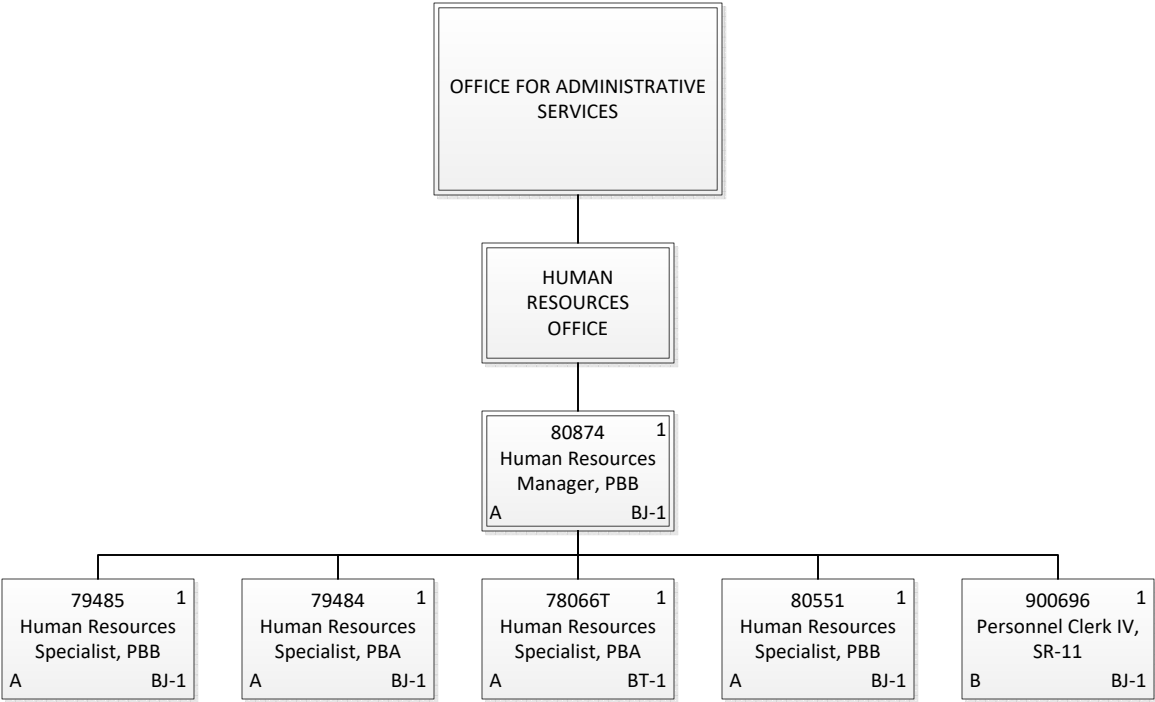 OFFICE FOR ADMINISTRATIVE
SERVICES
HUMAN
RESOURCES
OFFICE
80874 1
Human Resources
Manager, PBB
A BJ-1
79485 1
Human Resources
Specialist, PBB
A BJ-1
79484 1
Human Resources
Specialist, PBA
A BJ-1
78066T 1
Human Resources
Specialist, PBA
A BT-1
80551 1
Human Resources
Specialist, PBB
A BJ-1
900696 1
Personnel Clerk IV,
SR-11
B BJ-1